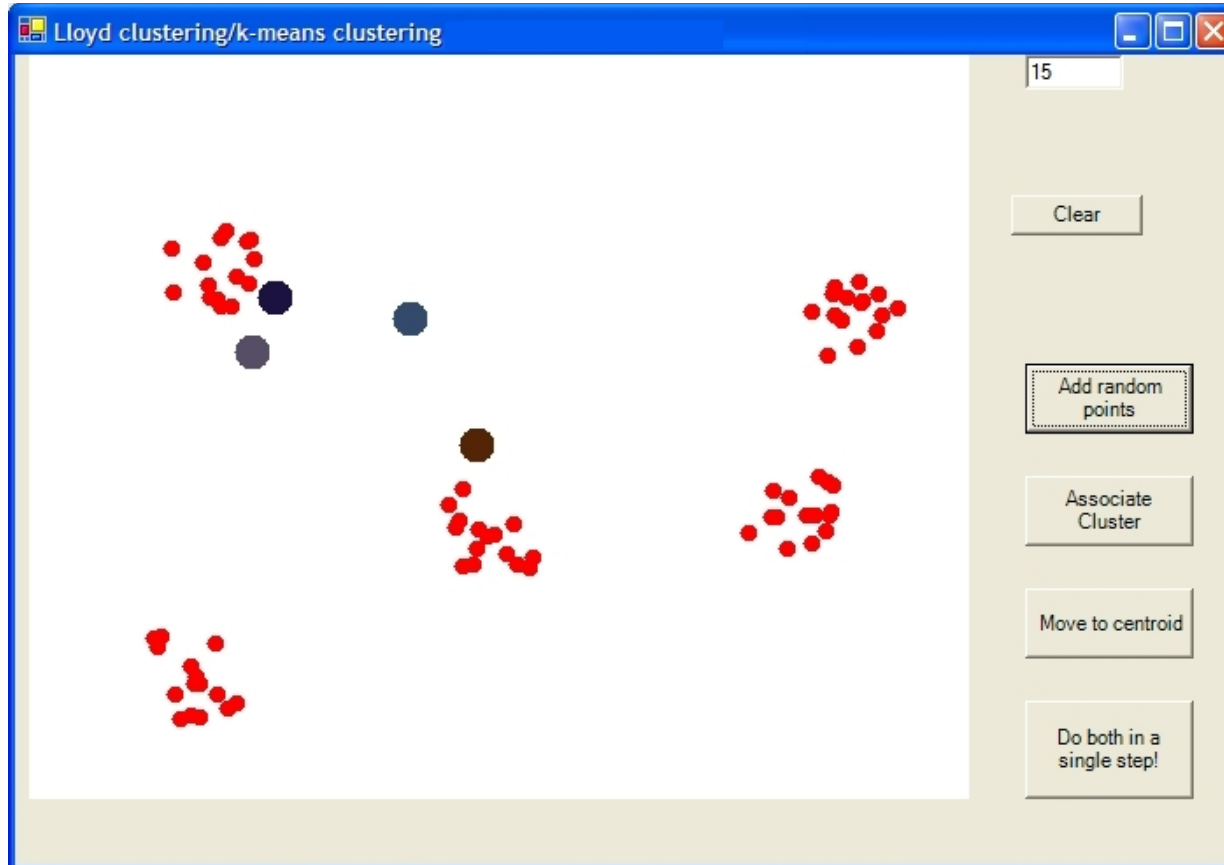 Lloyd clustering/k-means clustering
15
Clear
Add random
points
Associate
Cluster
Move to centroid
Do both in a
single step!